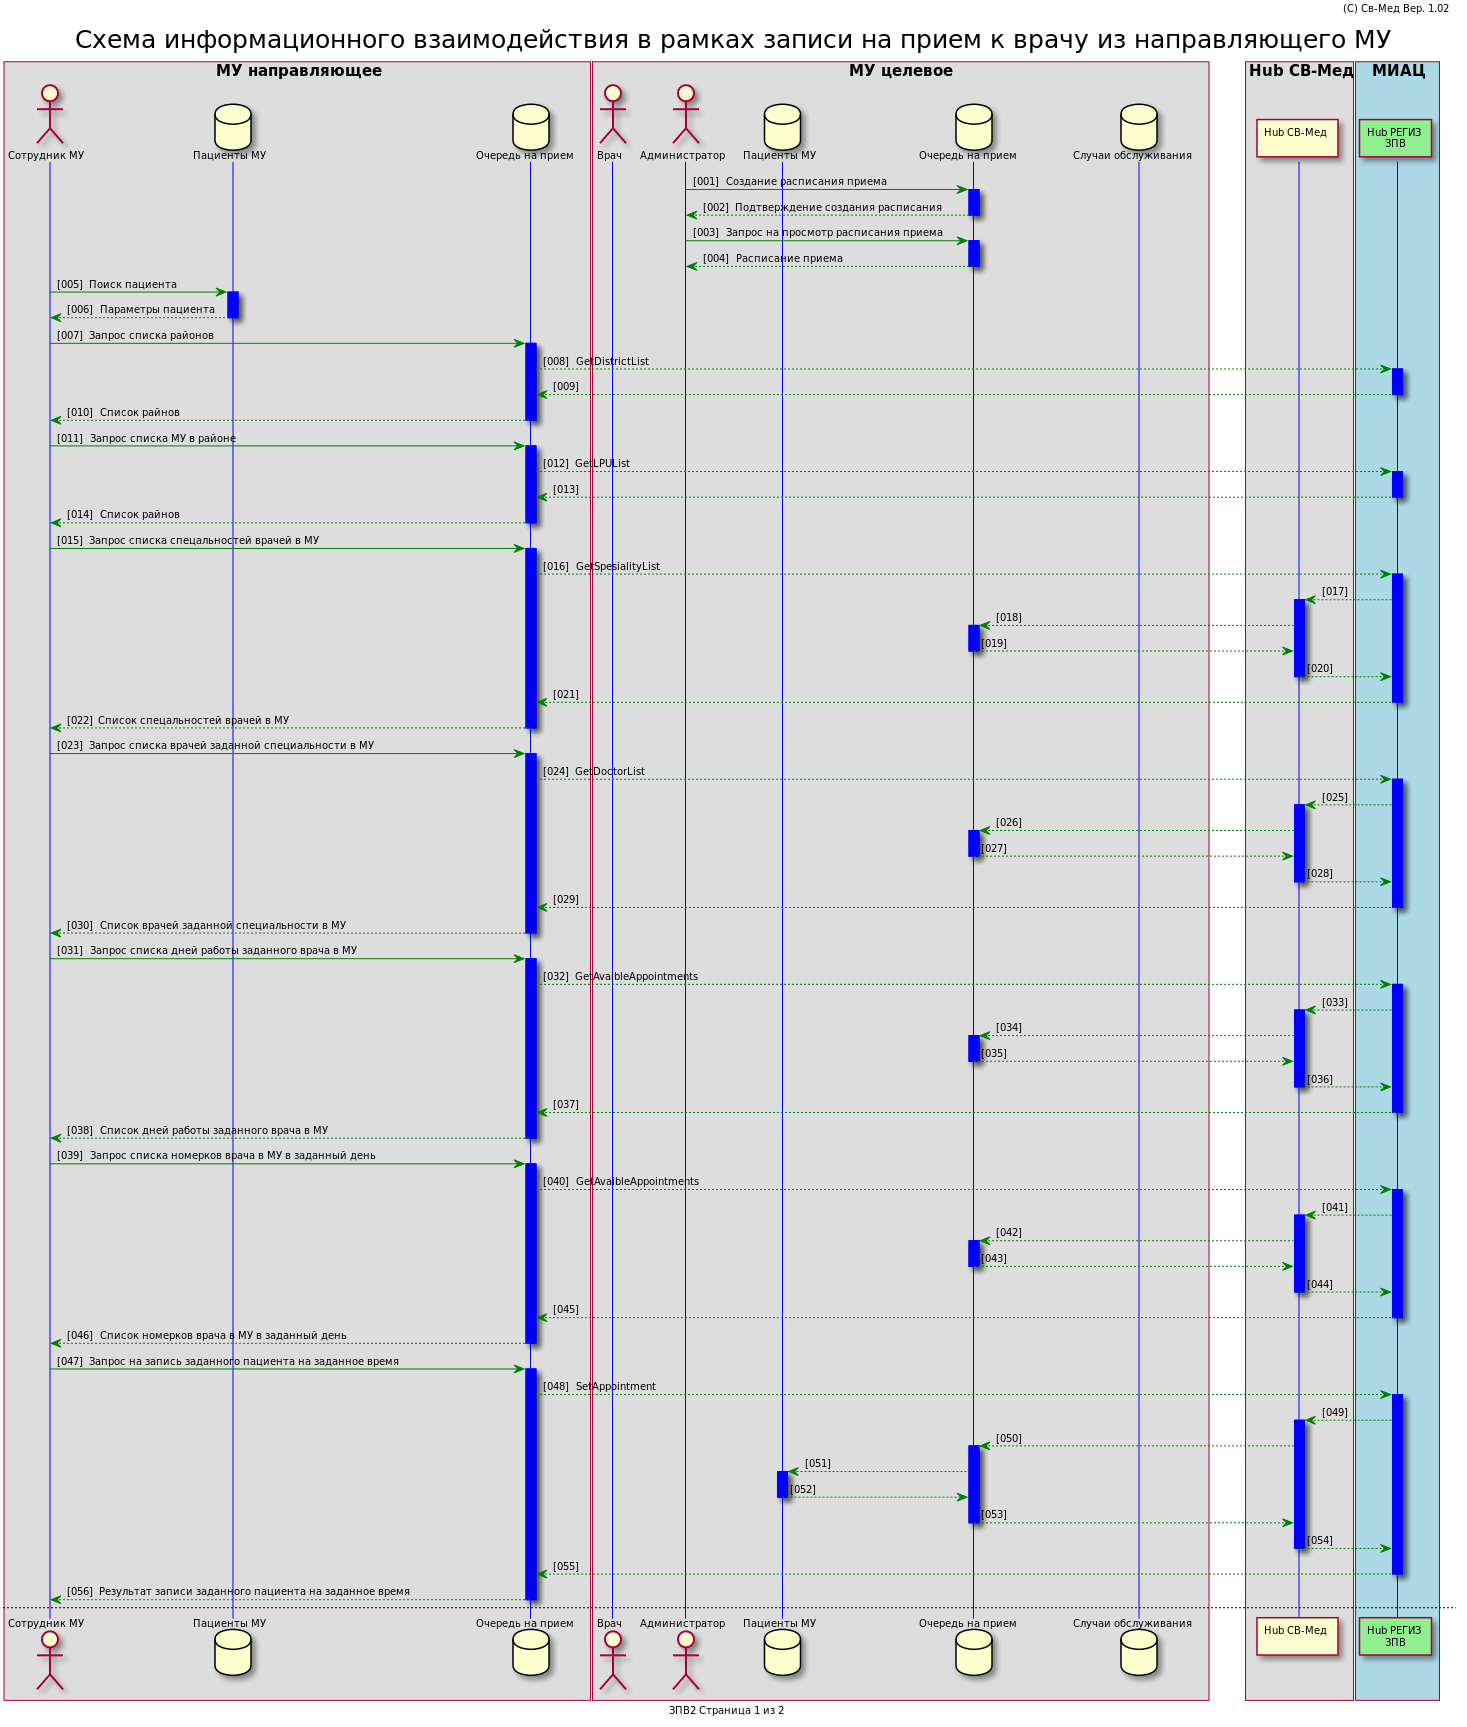 (C) Св-Мед Вер. 1.02
Схема информационного взаимодействия в рамках записи на прием к врачу из направляющего МУ
МУ направляющее
МУ целевое
Hub СВ-Мед
МИАЦ
Сотрудник МУ
Пациенты МУ
Очередь на прием
Врач
Администратор
Пациенты МУ
Очередь на прием
Случаи обслуживания
Hub СВ-Мед
Hub РЕГИЗ
ЗПВ
[001] Создание расписания приема
[002] Подтверждение создания расписания
[003] Запрос на просмотр расписания приема
[004] Расписание приема
[005] Поиск пациента
[006] Параметры пациента
[007] Запрос списка районов
[008] GetDistrictList
[009]
[010] Список райнов
[011] Запрос списка МУ в районе
[012] GetLPUList
[013]
[014] Список райнов
[015] Запрос списка спецальностей врачей в МУ
[016] GetSpesialityList
[017]
[018]
[019]
[020]
[021]
[022] Список спецальностей врачей в МУ
[023] Запрос списка врачей заданной специальности в МУ
[024] GetDoctorList
[025]
[026]
[027]
[028]
[029]
[030] Список врачей заданной специальности в МУ
[031] Запрос списка дней работы заданного врача в МУ
[032] GetAvaibleAppointments
[033]
[034]
[035]
[036]
[037]
[038] Список дней работы заданного врача в МУ
[039] Запрос списка номерков врача в МУ в заданный день
[040] GetAvaibleAppointments
[041]
[042]
[043]
[044]
[045]
[046] Список номерков врача в МУ в заданный день
[047] Запрос на запись заданного пациента на заданное время
[048] SetAppointment
[049]
[050]
[051]
[052]
[053]
[054]
[055]
[056] Результат записи заданного пациента на заданное время
Сотрудник МУ
Пациенты МУ
Очередь на прием
Врач
Администратор
Пациенты МУ
Очередь на прием
Случаи обслуживания
Hub СВ-Мед
Hub РЕГИЗ
ЗПВ
ЗПВ2 Страница 1 из 2